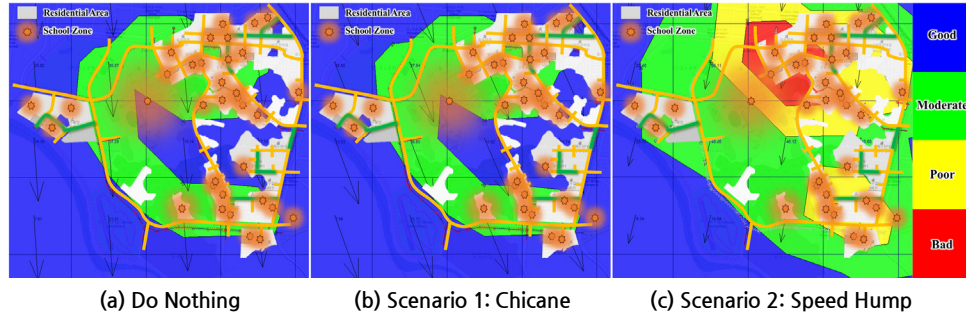 Residential Area
School Zone
Residential Area
School Zone
Residential Area
School Zone
Good
Moderate
Poor
Bad
(a) Do Nothing
(b) Scenario 1: Chicane
(c) Scenario 2: Speed Hump